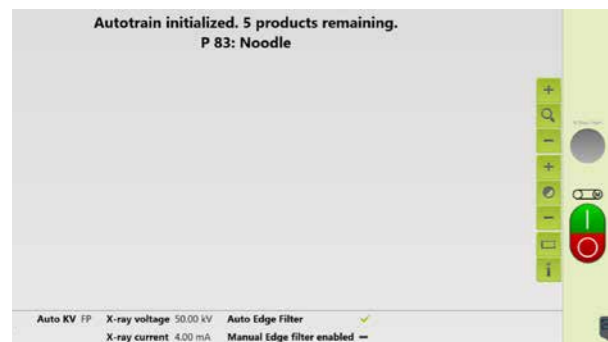 Autotrain initialized. 5 products remaining.
P 83: Noodle
Auto KV FP X-ray voltage 50.00 kV Auto Edge Filter
X-ray current 4.00 mA Manual Edge filter enabled